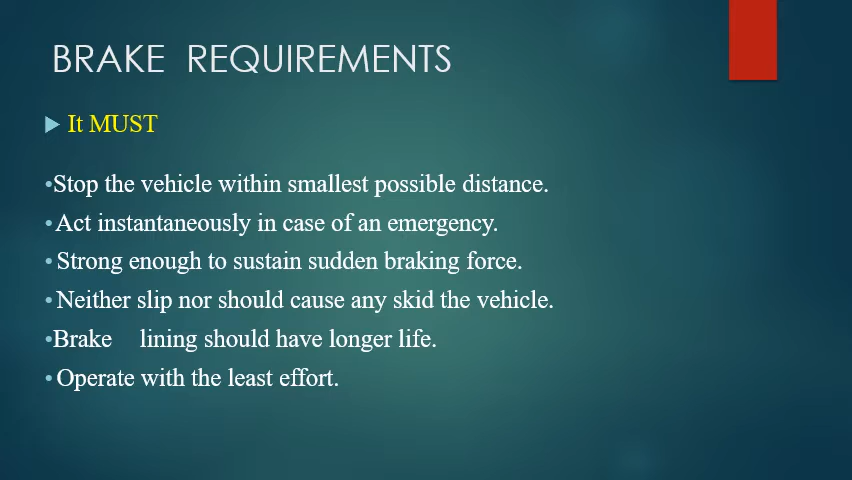 BRAKE REQUIREMENTS
It MUST
•Stop the vehicle within smallest possible distance.
•Act instantaneously in case of an emergency.
•Strong enough to sustain sudden braking force.
•Neither slip nor should cause any skid the vehicle.
•Brake lining should have longer life.
•Operate with the least effort.